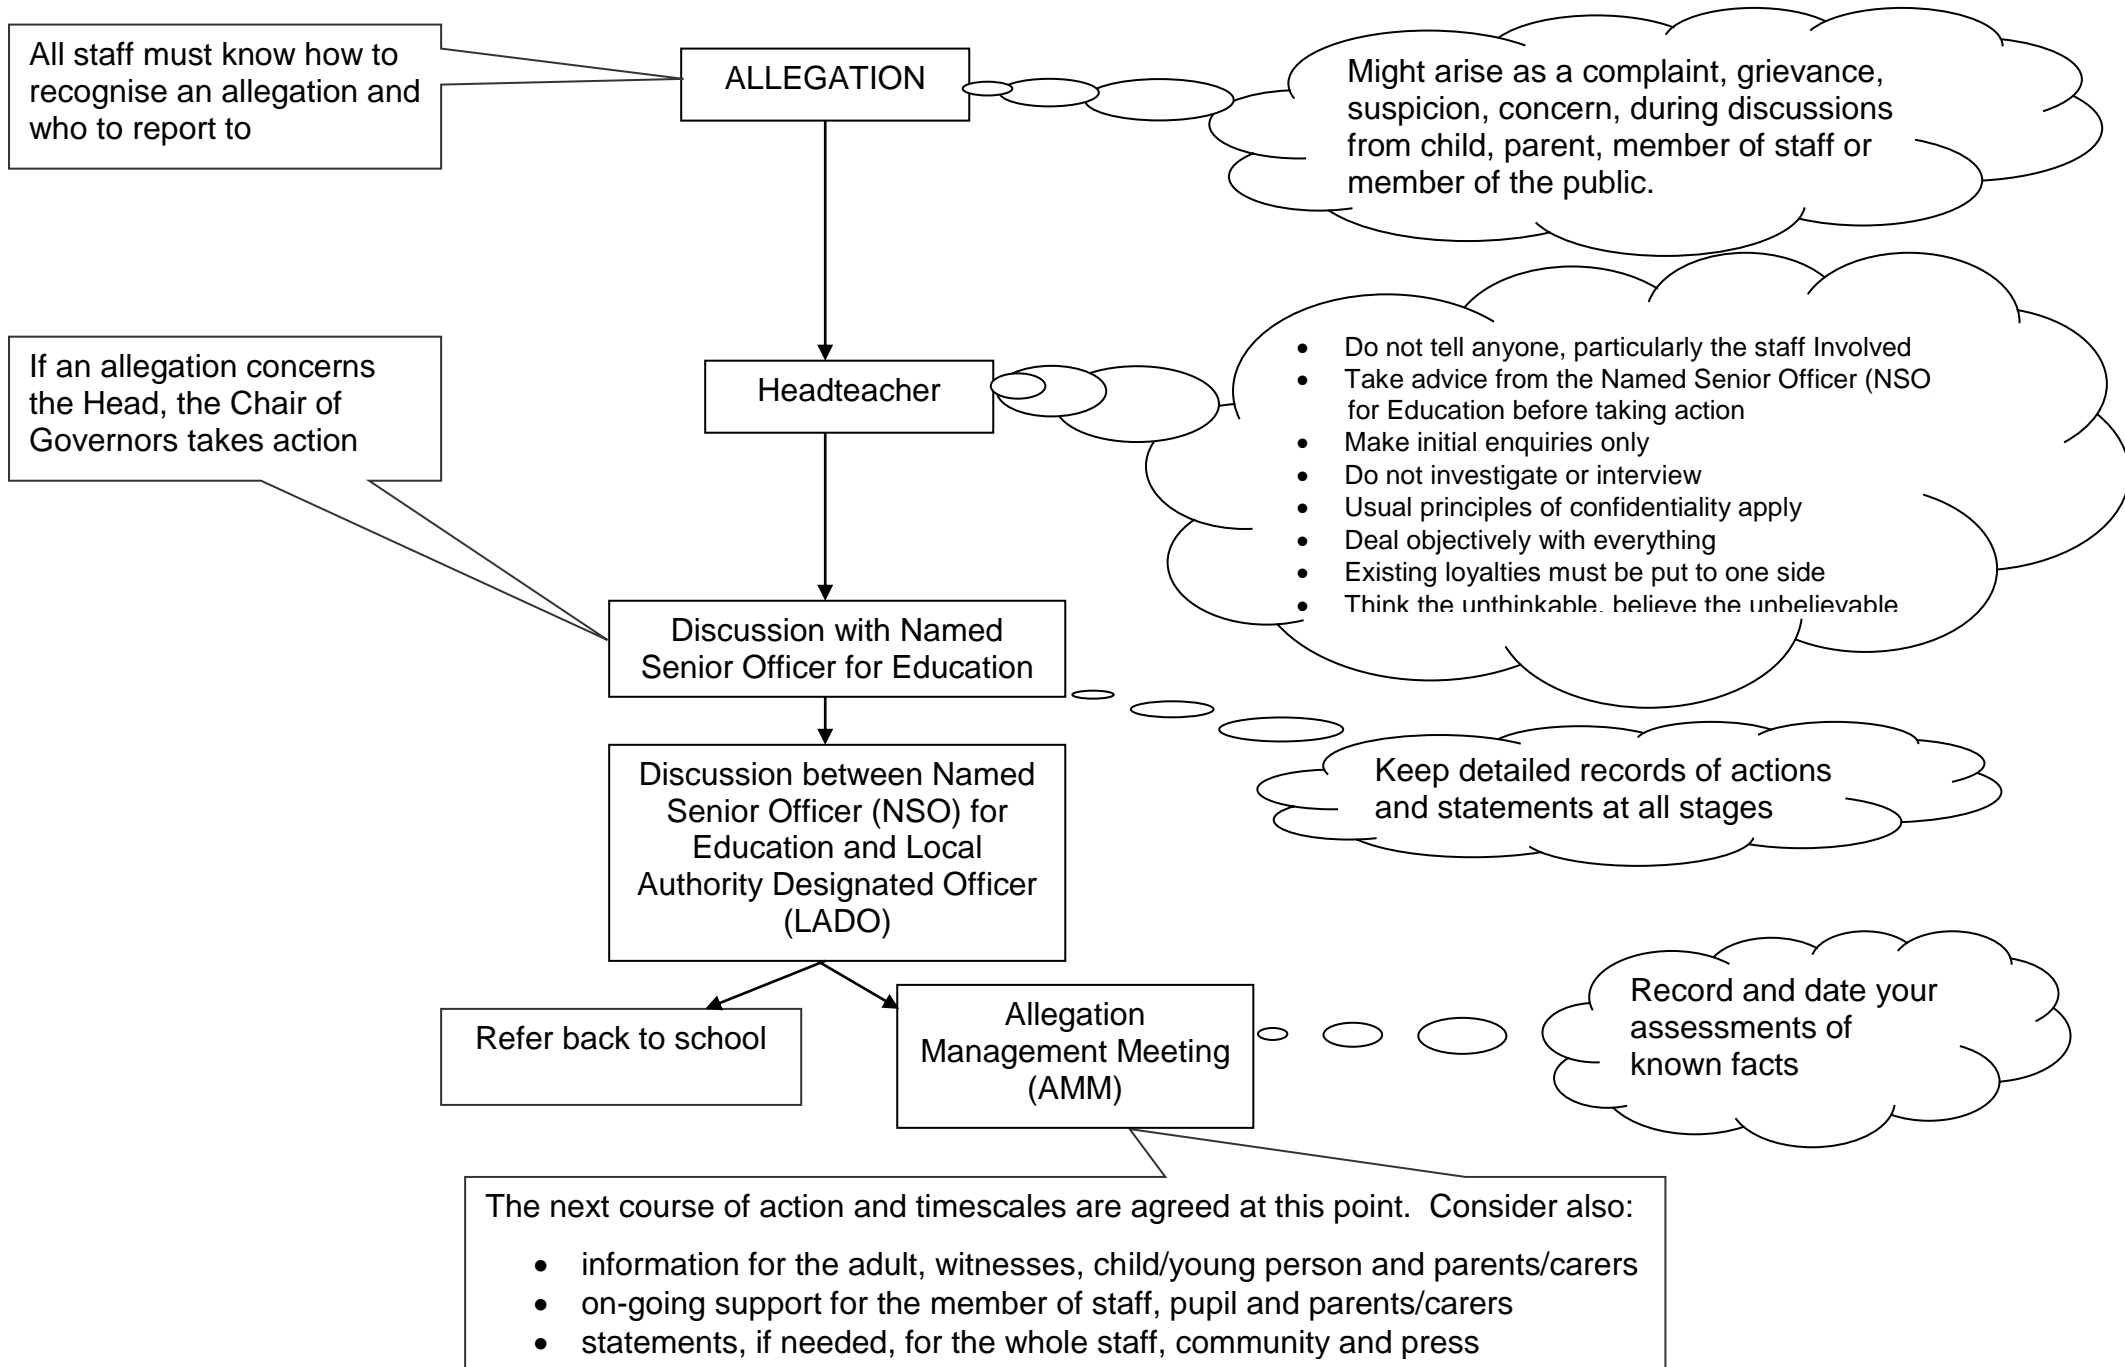 All staff must know how to
recognise an allegation and
who to report to
ALLEGATION
Might arise as a complaint, grievance,
suspicion, concern, during discussions
from child, parent, member of staff or
member of the public.
If an allegation concerns
the Head, the Chair of
Governors takes action
Headteacher
• Do not tell anyone, particularly the staff Involved
• Take advice from the Named Senior Officer (NSO
for Education before taking action
• Make initial enquiries only
• Do not investigate or interview
• Usual principles of confidentiality apply
• Deal objectively with everything
• Existing loyalties must be put to one side
• Think the unthinkable, believe the unbelievable
Discussion with Named
Senior Officer for Education
Keep detailed records of actions
and statements at all stages
Discussion between Named
Senior Officer (NSO) for
Education and Local
Authority Designated Officer
(LADO)
Refer back to school
Allegation
Management Meeting
(AMM)
Record and date your
assessments of
known facts
The next course of action and timescales are agreed at this point.  Consider also:
• information for the adult, witnesses, child/young person and parents/carers
• on-going support for the member of staff, pupil and parents/carers
• statements, if needed, for the whole staff, community and press